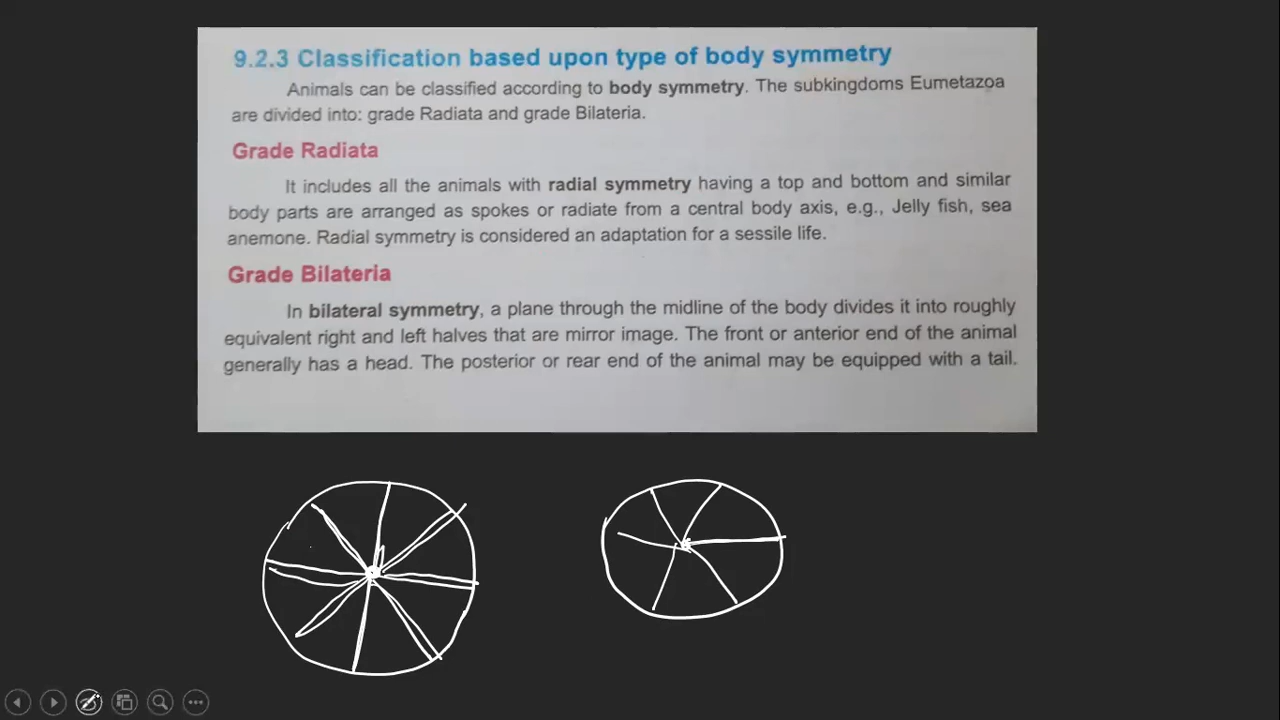 9.2.3 Classification based upon type of body symmetry
Animals can be classified according to body symmetry. The subkingdoms Eumetazoa
are divided into: grade Radiata and grade Bilateria.
Grade Radiata
It includes all the animals with radial symmetry having a top and bottom and similar
body parts are arranged as spokes or radiate from a central body axis, e.g., Jelly fish, sea
anemone. Radial symmetry is considered an adaptation for a sessile life.
Grade Bilateria
In bilateral symmetry, a plane through the midline of the body divides it into roughly
equivalent right and left halves that are mirror image. The front or anterior end of the animal
generally has a head. The posterior or rear end of the animal may be equipped with a tail.